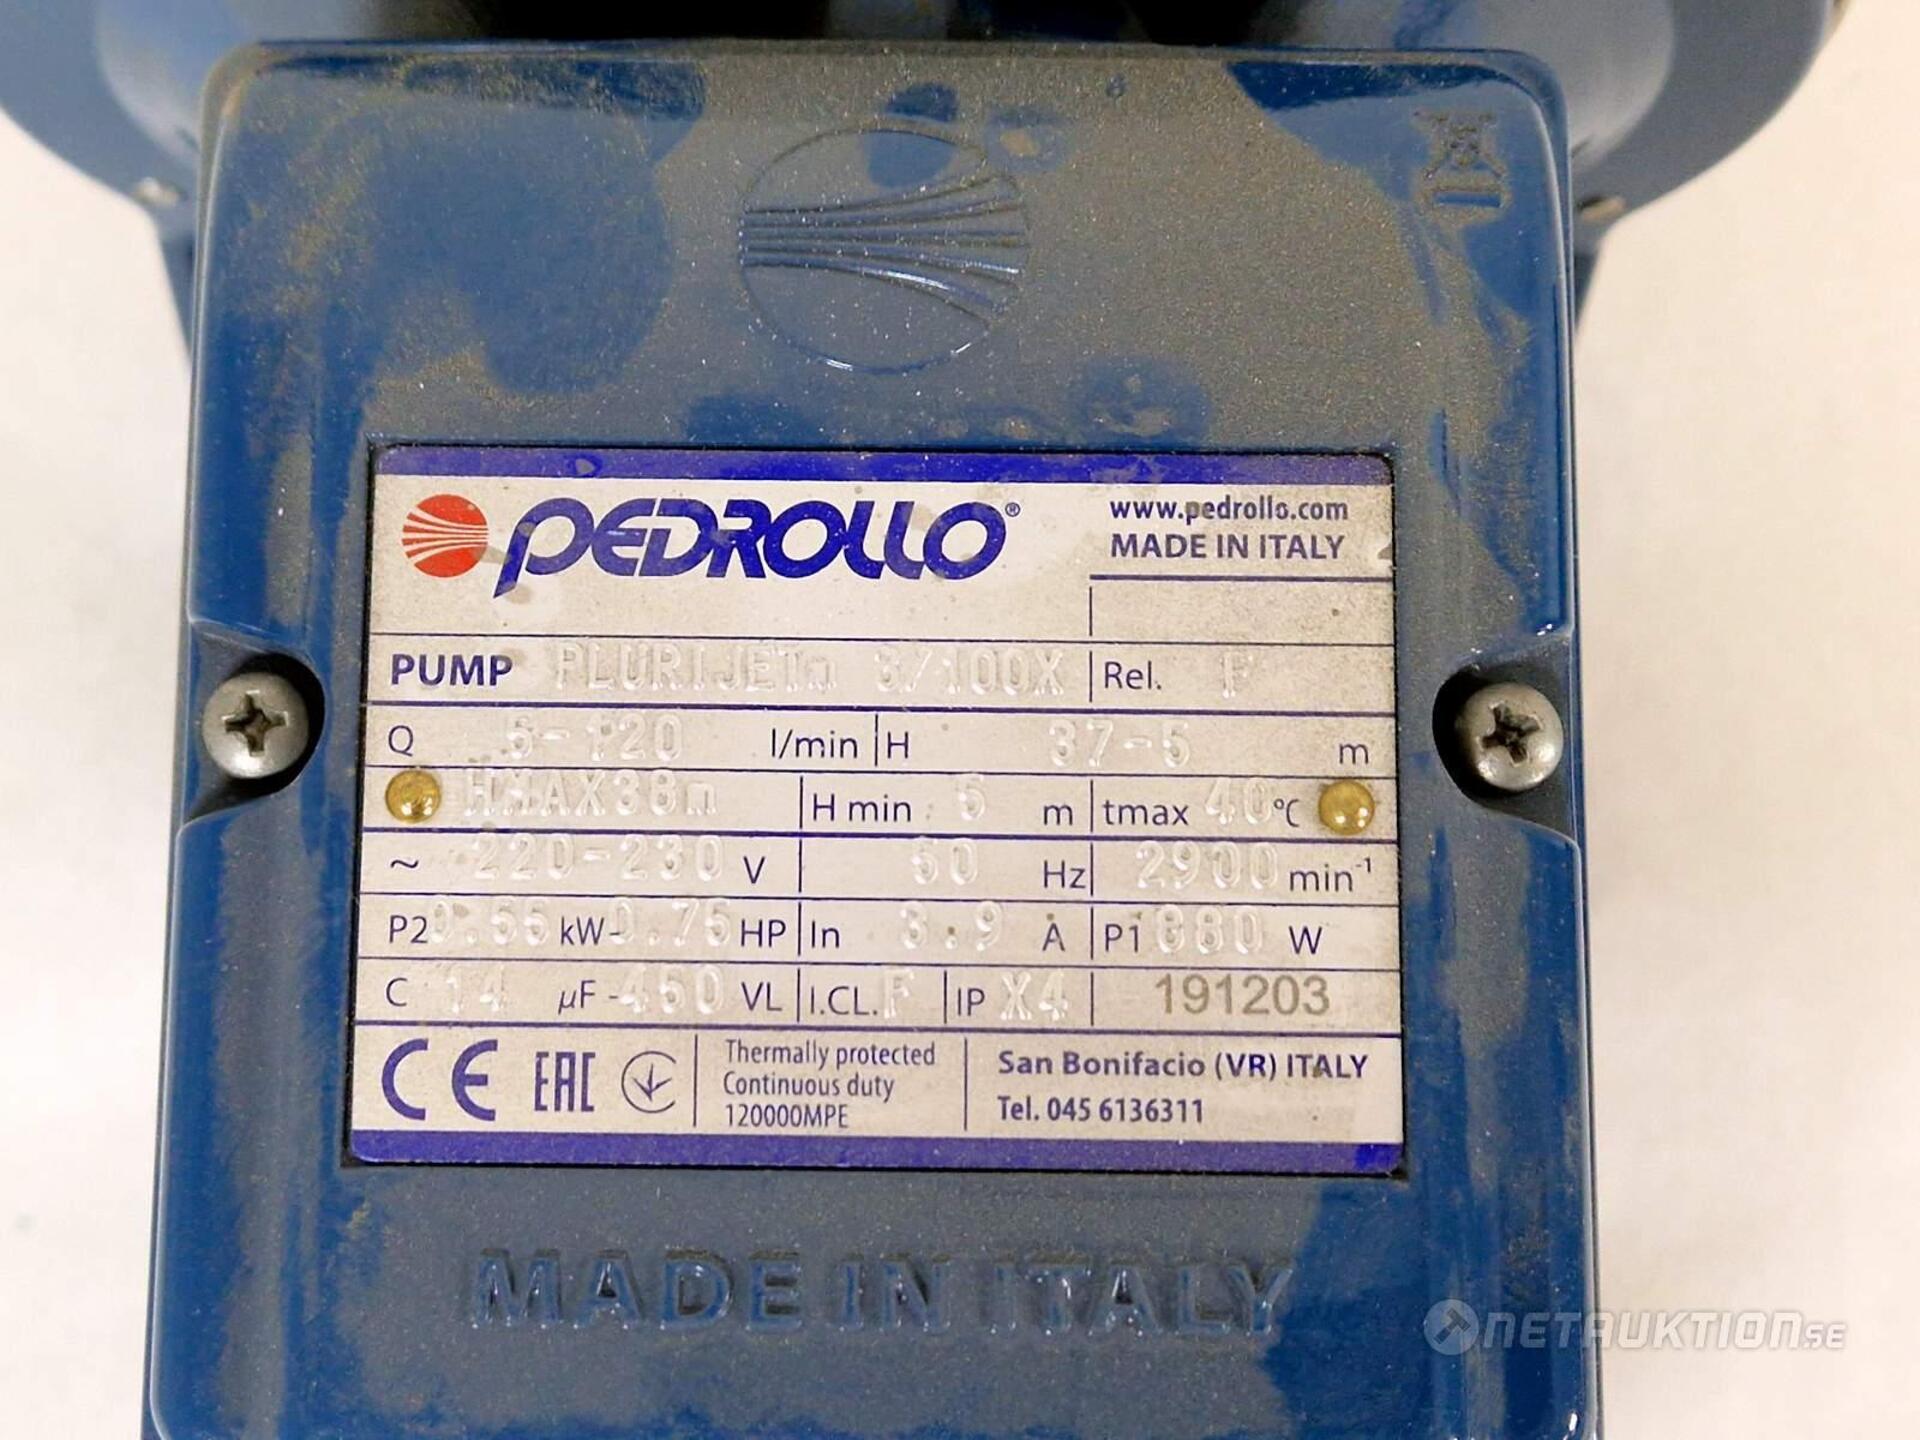 PEDROLLO®
www.pedrollo.com
MADE IN ITALY
PUMP PLURIJETm 3/100X Rel. F
Q 5-120 l/min H 37-5 m
HMAX38m H min 5 m tmax 40 °C
~ 220-230 V 50 Hz 2900 min-1
P2 0.55 kW-0.75 HP In 3.9 A P1 880 W
C 14 µF-450 VL I.CL. F IP X4 191203
CE EAC
Thermally protected
Continuous duty
120000MPE
San Bonifacio (VR) ITALY
Tel. 045 6136311
MADE IN ITALY
NETAUKTION.SE